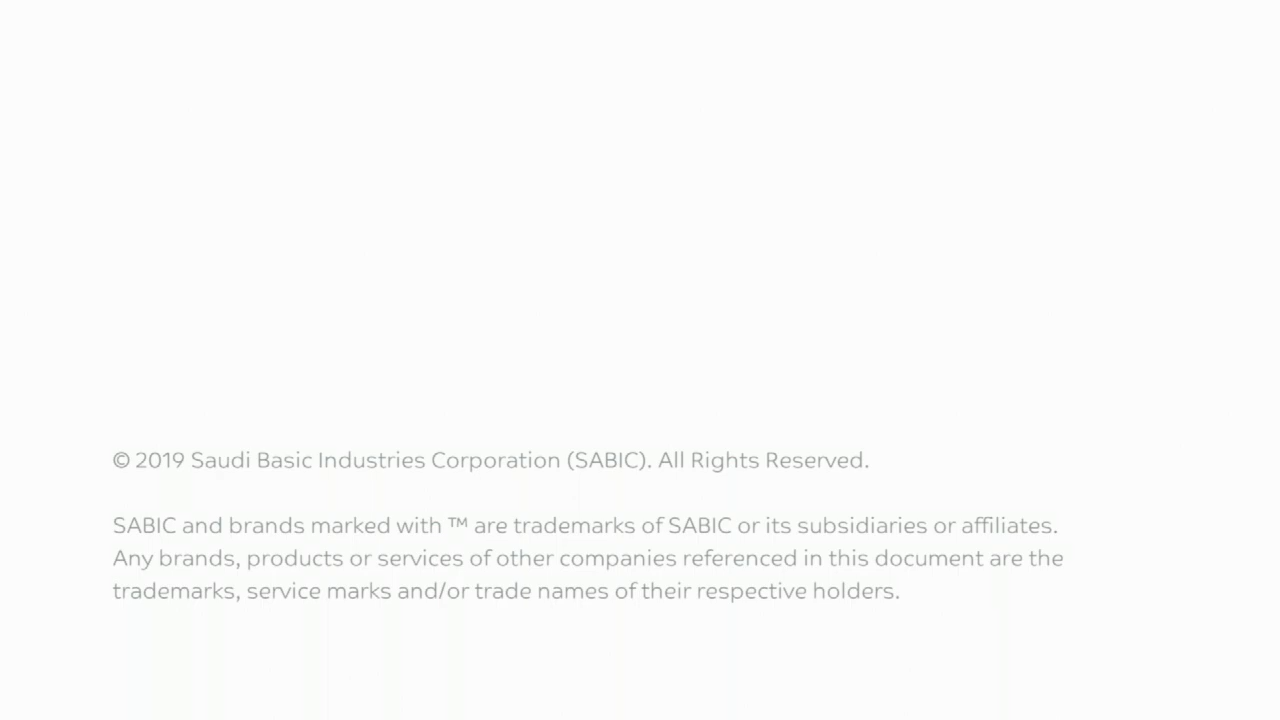 © 2019 Saudi Basic Industries Corporation (SABIC). All Rights Reserved.
SABIC and brands marked with ™ are trademarks of SABIC or its subsidiaries or affiliates.
Any brands, products or services of other companies referenced in this document are the
trademarks, service marks and/or trade names of their respective holders.